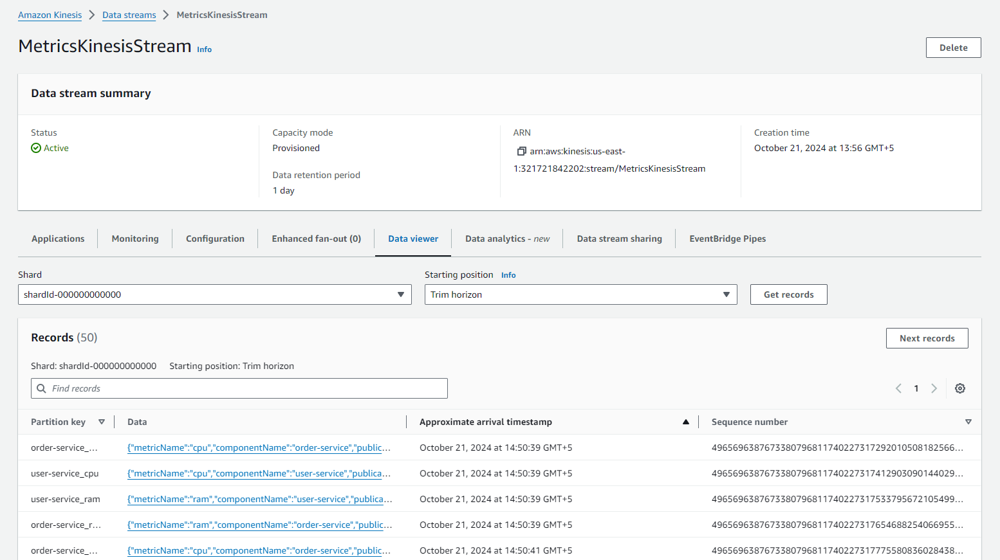 Amazon Kinesis > Data streams > MetricsKinesisStream
MetricsKinesisStream Info
Delete
Data stream summary
Status
Active
Capacity mode
Provisioned
Data retention period
1 day
ARN
arn:aws:kinesis:us-east-
1:321721842202:stream/MetricsKinesisStream
Creation time
October 21, 2024 at 13:56 GMT+5
Applications Monitoring Configuration Enhanced fan-out (0) Data viewer Data analytics - new Data stream sharing EventBridge Pipes
Shard
shardId-000000000000
Starting position Info
Trim horizon
Get records
Records (50)
Next records
Shard: shardId-000000000000 Starting position: Trim horizon
Find records
1
Partition key Data Approximate arrival timestamp Sequence number
order-service_... {"metricName":"cpu","componentName":"order-service","public... October 21, 2024 at 14:50:39 GMT+5 4965696387673380796811740227317292010508182566...
user-service_cpu {"metricName":"cpu","componentName":"user-service","publica... October 21, 2024 at 14:50:39 GMT+5 4965696387673380796811740227317412903090144029...
user-service_ram {"metricName":"ram","componentName":"user-service","publica... October 21, 2024 at 14:50:39 GMT+5 49656963876733807968117402273175337956721054 99...
order-service_r... {"metricName":"ram","componentName":"order-service","public... October 21, 2024 at 14:50:39 GMT+5 4965696387673380796811740227317654688254066955...
order-service_... {"metricName":"cpu","componentName":"order-service","public... October 21, 2024 at 14:50:41 GMT+5 4965696387673380796811740227317775580836028438...